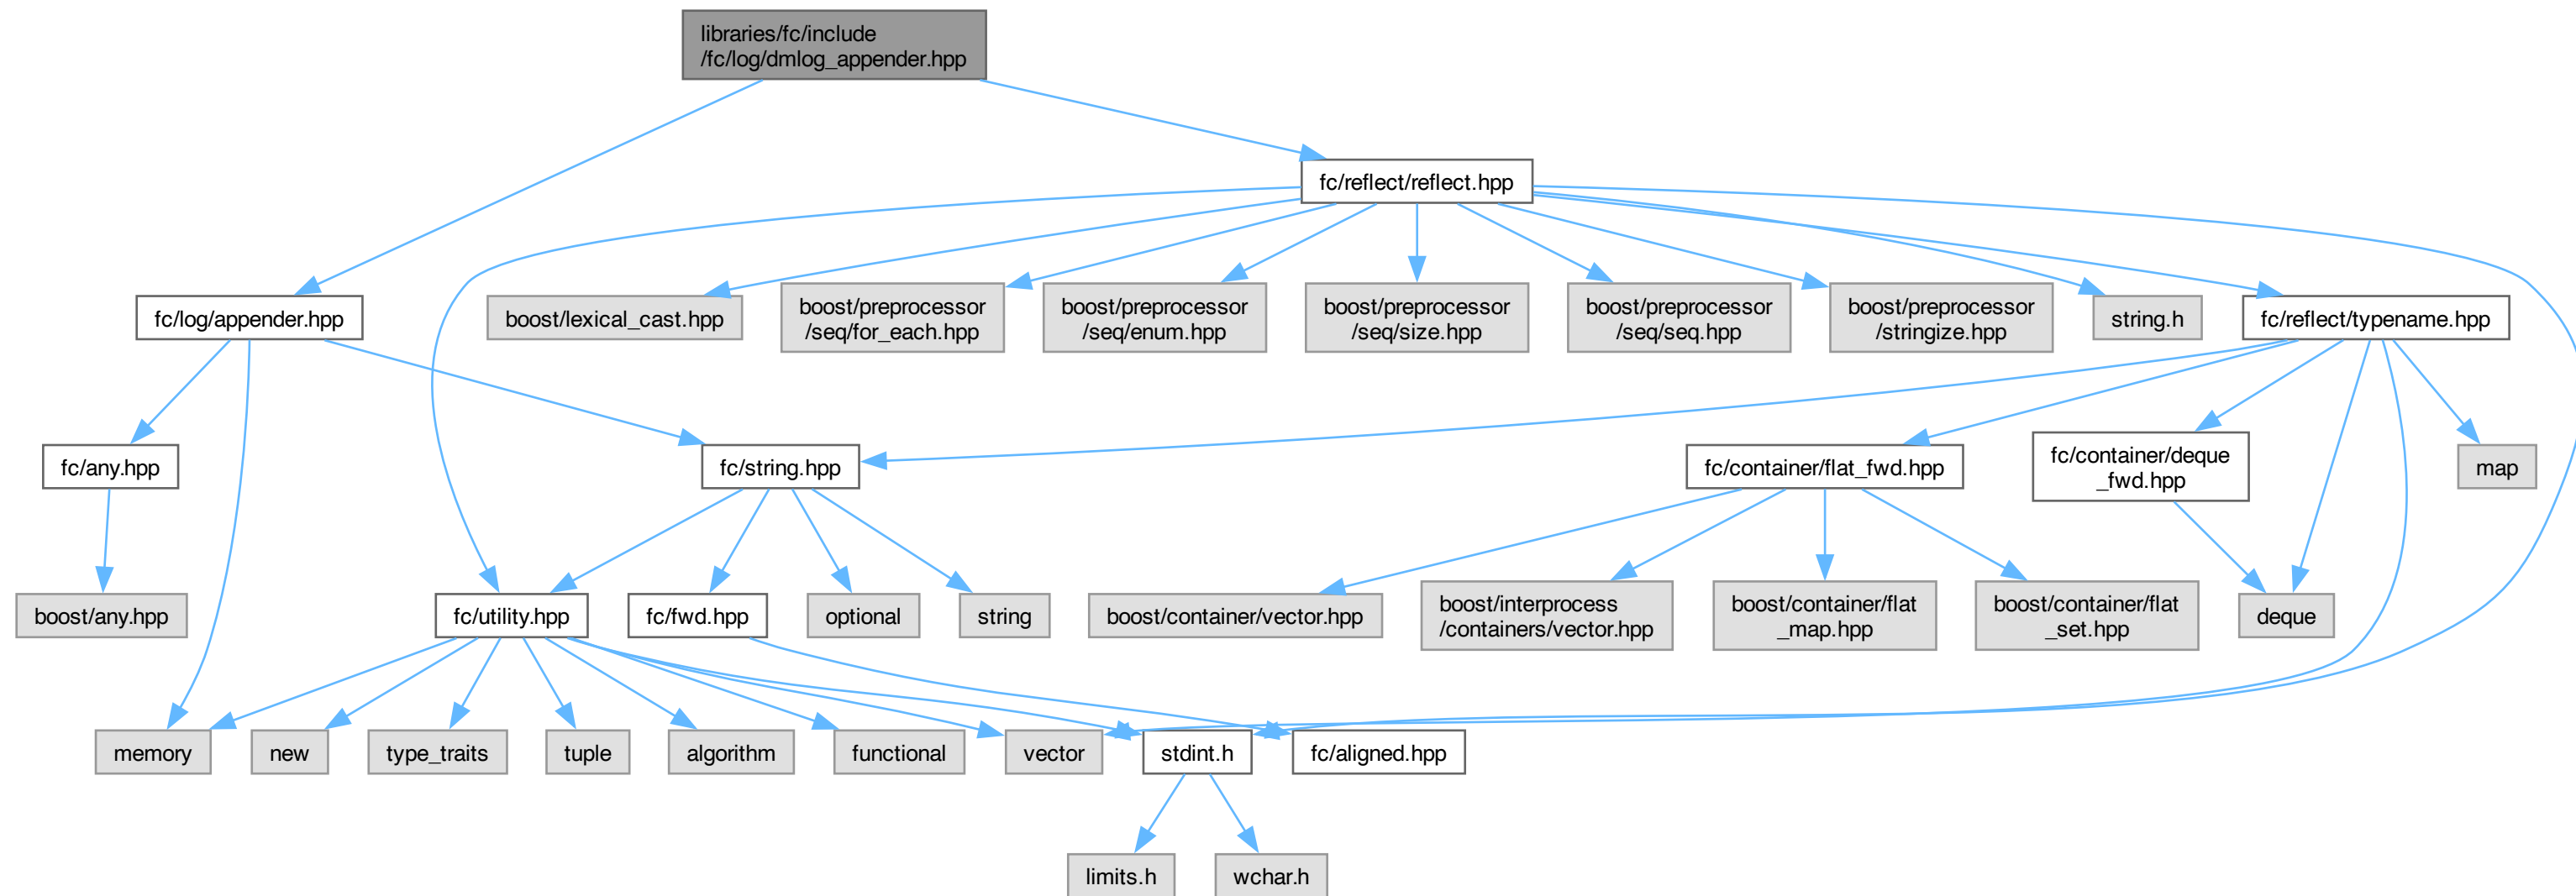 libraries/fc/include
/fc/log/dmlog_appender.hpp
fc/reflect/reflect.hpp
fc/log/appender.hpp
boost/lexical_cast.hpp
boost/preprocessor
/seq/for_each.hpp
boost/preprocessor
/seq/enum.hpp
boost/preprocessor
/seq/size.hpp
boost/preprocessor
/seq/seq.hpp
boost/preprocessor
/stringize.hpp
string.h
fc/reflect/typename.hpp
fc/any.hpp
fc/string.hpp
fc/container/flat_fwd.hpp
fc/container/deque
_fwd.hpp
map
boost/any.hpp
fc/utility.hpp
fc/fwd.hpp
optional
string
boost/container/vector.hpp
boost/interprocess
/containers/vector.hpp
boost/container/flat
_map.hpp
boost/container/flat
_set.hpp
deque
memory
new
type_traits
tuple
algorithm
functional
vector
stdint.h
fc/aligned.hpp
limits.h
wchar.h